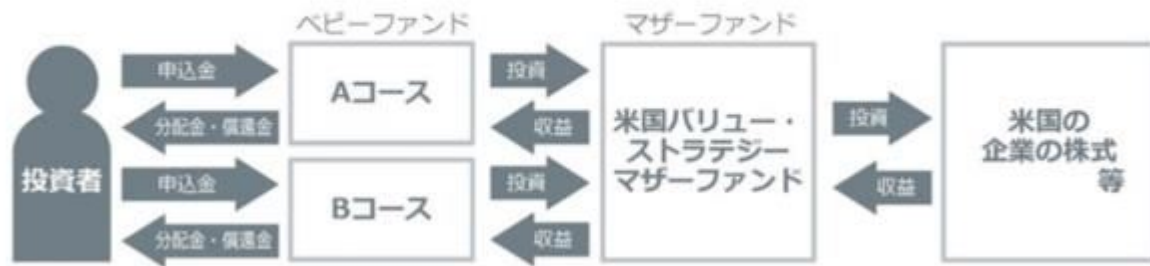 ベビーファンド
マザーファンド
投資者
申込金
分配金・償還金
申込金
分配金・償還金
Aコース
Bコース
投資
収益
投資
収益
米国バリュー・
ストラテジー
マザーファンド
投資
収益
米国の
企業の株式
等